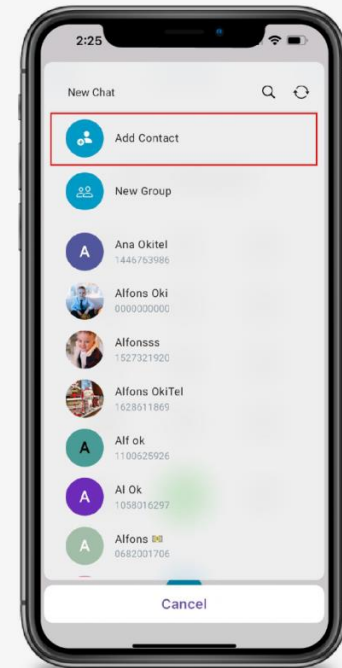 2:25
New Chat
Add Contact
New Group
A
Ana Okitel
1446763986
Alfons Oki
0000000000
Alfonsss
1527321920
Alfons OkiTel
1628611869
A
Alf ok
1100625926
A
Al Ok
1058016297
A
Alfons
0682001706
Cancel